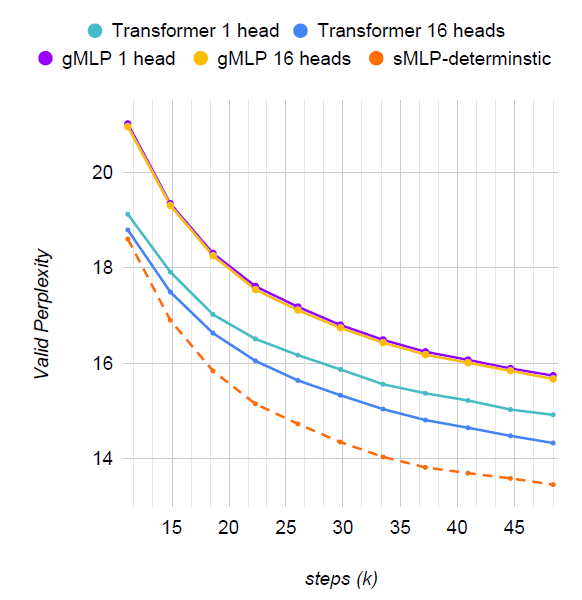 Transformer 1 head Transformer 16 heads
gMLP 1 head gMLP 16 heads sMLP-determinstic
20
18
16
14
Valid Perplexity
15 20 25 30 35 40 45
steps (k)